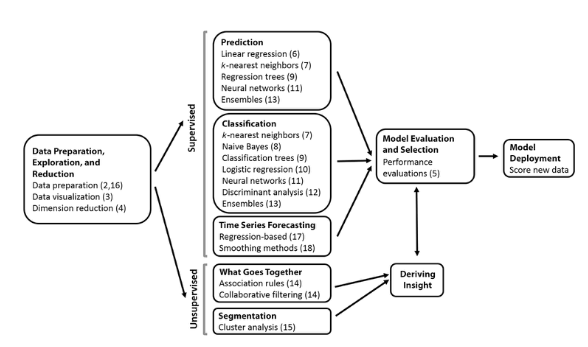 Data Preparation,
Exploration, and
Reduction
Data preparation (2,16)
Data visualization (3)
Dimension reduction (4)
Supervised
Prediction
Linear regression (6)
k-nearest neighbors (7)
Regression trees (9)
Neural networks (11)
Ensembles (13)
Classification
k-nearest neighbors (7)
Naive Bayes (8)
Classification trees (9)
Logistic regression (10)
Neural networks (11)
Discriminant analysis (12)
Ensembles (13)
Time Series Forecasting
Regression-based (17)
Smoothing methods (18)
Unsupervised
What Goes Together
Association rules (14)
Collaborative filtering (14)
Segmentation
Cluster analysis (15)
Model Evaluation
and Selection
Performance
evaluations (5)
Deriving
Insight
Model
Deployment
Score new data